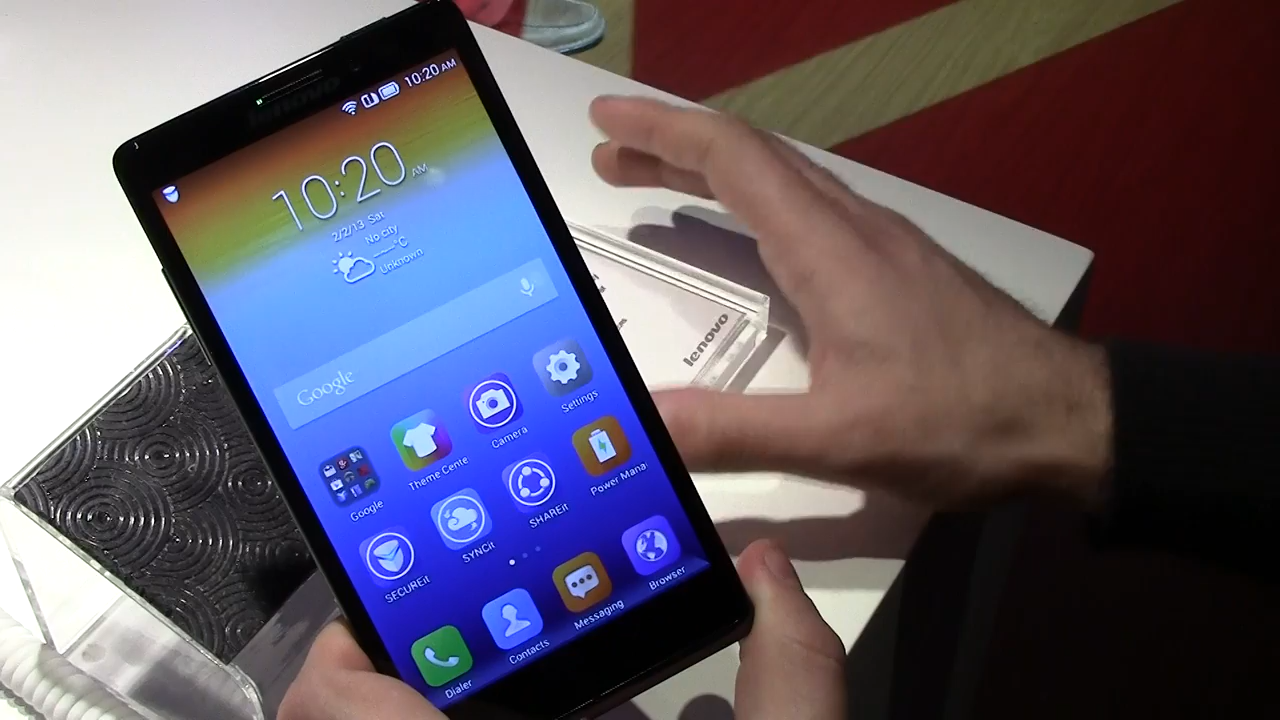 lenovo
10:20 AM
10:20 AM
2/2/13 Sat
No city
---°C
Unknown
Google
Settings
Camera
Theme Cente
Google
Power Mana
SHAREit
SYNCit
SECUREit
Browser
Messaging
Contacts
Dialer
lenovo